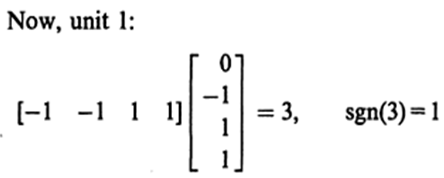 Now, unit 1:
[-1 -1 1 1] [0 -1 1 1] = 3, sgn(3) = 1